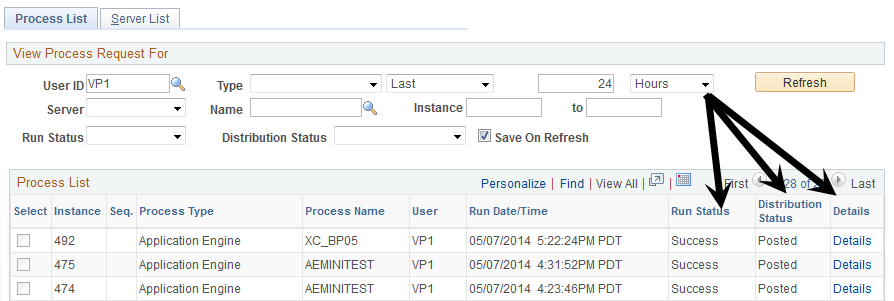 Process List Server List
View Process Request For
User ID VP1 Type Last 24 Hours Refresh
Server Name Instance to
Run Status Distribution Status Save On Refresh
Process List Personalize | Find | View All | | First 28 of Last
Select Instance Seq. Process Type Process Name User Run Date/Time Run Status Distribution Status Details
492 Application Engine XC_BP05 VP1 05/07/2014 5:22:24PM PDT Success Posted Details
475 Application Engine AEMINITEST VP1 05/07/2014 4:31:52PM PDT Success Posted Details
474 Application Engine AEMINITEST VP1 05/07/2014 4:23:46PM PDT Success Posted Details